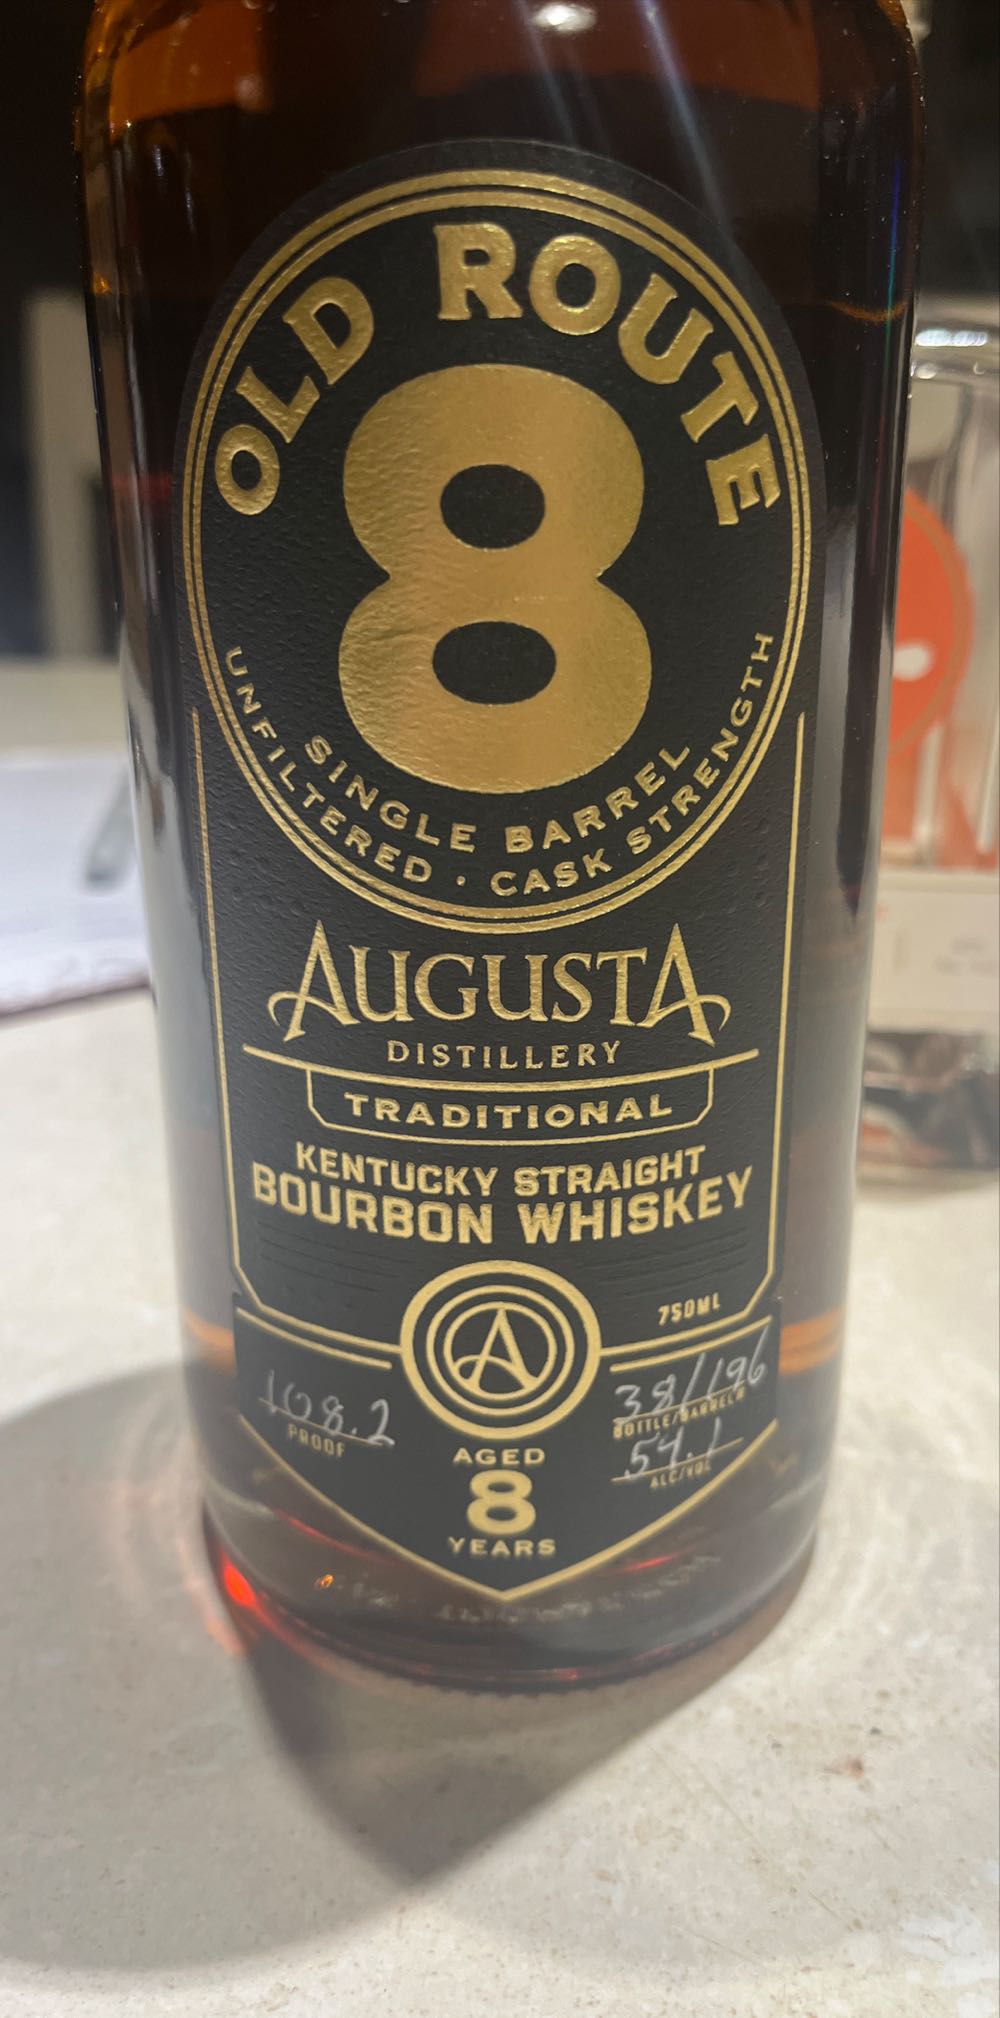 OLD ROUTE
8
SINGLE BARREL
UNFILTERED · CASK STRENGTH
AUGUSTA
DISTILLERY
TRADITIONAL
KENTUCKY STRAIGHT
BOURBON WHISKEY
750ML
108.2
PROOF
38/196
BOTTLE/BARREL#
54.1
ALC/VOL
A
AGED
8
YEARS